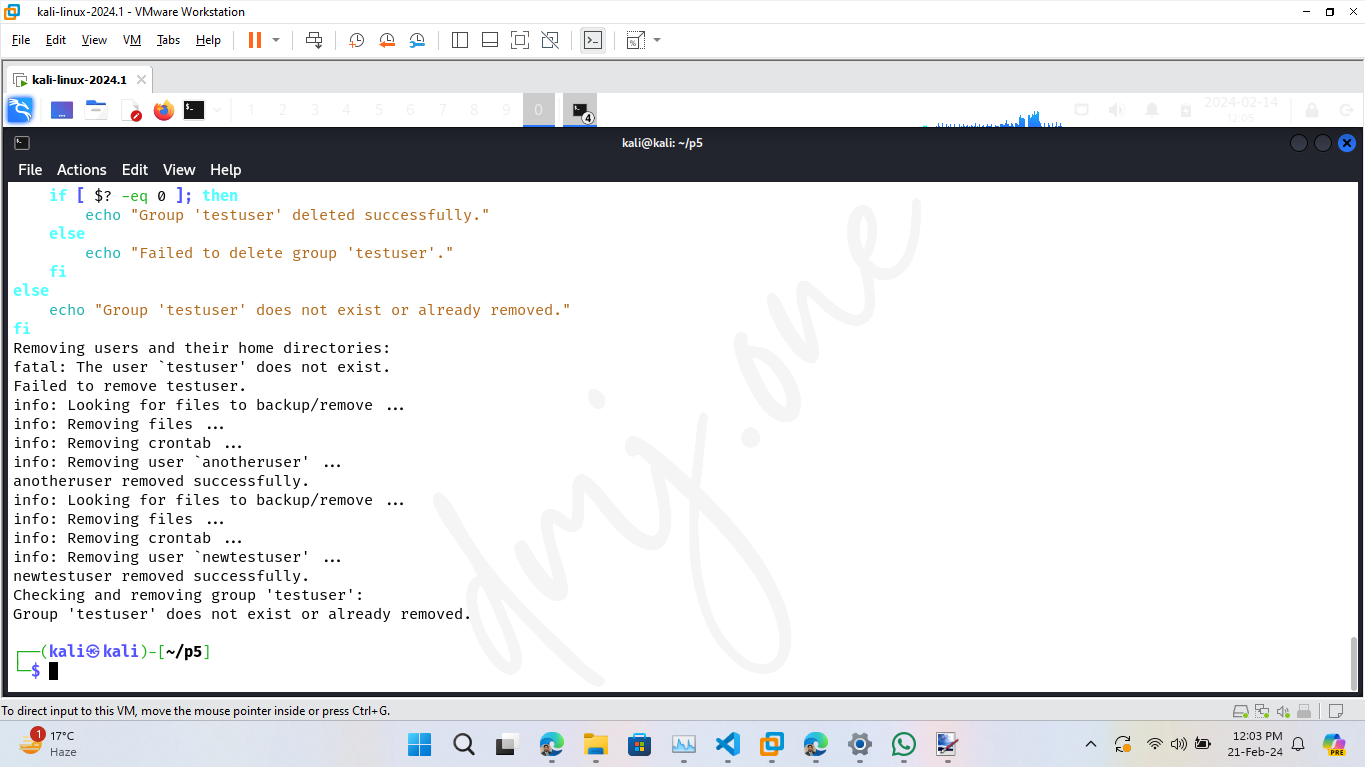 kali-linux-2024.1 - VMware Workstation
File Edit View VM Tabs Help
kali-linux-2024.1
1 2 3 4 5 6 7 8 9 0 4 2024-02-14
12:05
kali@kali: ~/p5
File Actions Edit View Help
    if [ $? -eq 0 ]; then
        echo "Group 'testuser' deleted successfully."
    else
        echo "Failed to delete group 'testuser'."
    fi
else
    echo "Group 'testuser' does not exist or already removed."
fi
Removing users and their home directories:
fatal: The user `testuser' does not exist.
Failed to remove testuser.
info: Looking for files to backup/remove ...
info: Removing files ...
info: Removing crontab ...
info: Removing user `anotheruser' ...
anotheruser removed successfully.
info: Looking for files to backup/remove ...
info: Removing files ...
info: Removing crontab ...
info: Removing user `newtestuser' ...
newtestuser removed successfully.
Checking and removing group 'testuser':
Group 'testuser' does not exist or already removed.
┌──(kali㉿kali)-[~/p5]
└─$
dmj.one
To direct input to this VM, move the mouse pointer inside or press Ctrl+G.
1 17°C
Haze
12:03 PM
21-Feb-24
PRE